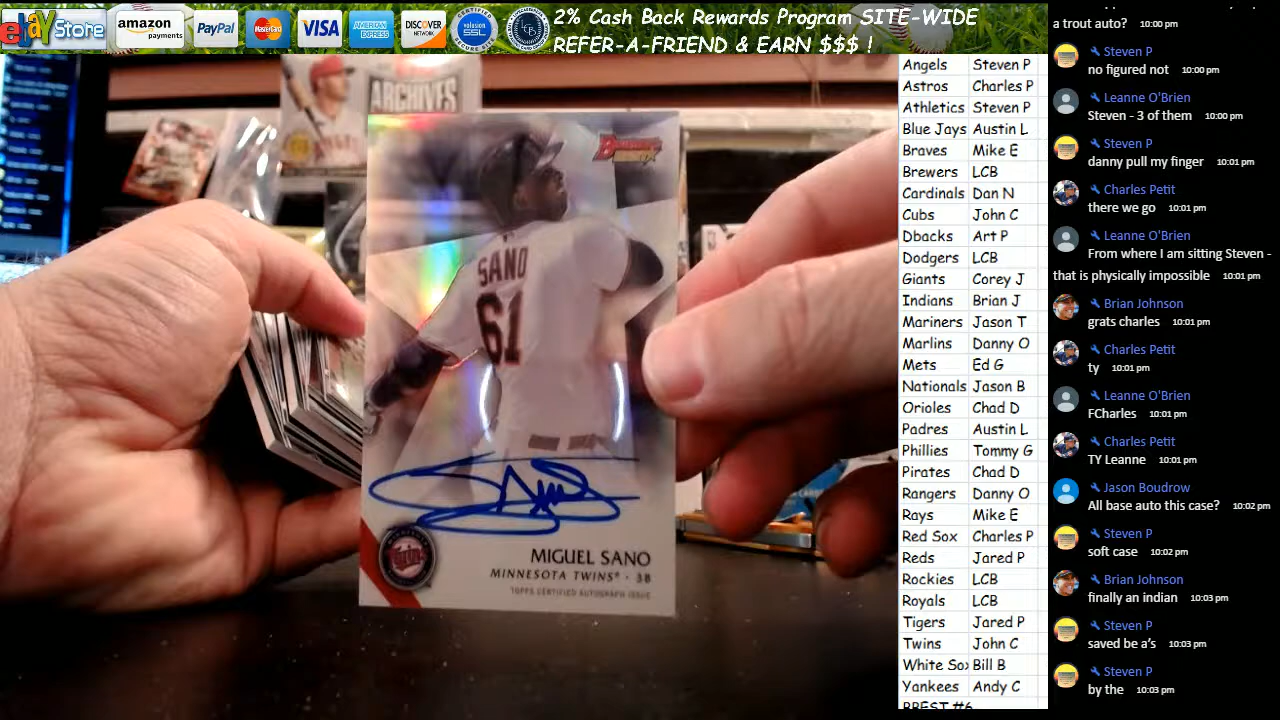 ebay Store
amazon
payments
PayPal
MasterCard
VISA
AMERICAN
EXPRESS
DISCOVER
NETWORK
volusion
SSL
CB
2% Cash Back Rewards Program SITE-WIDE
REFER-A-FRIEND & EARN $$$ !
ARCHIVES
SANO
61
MIGUEL SANO
MINNESOTA TWINS® · 3B
TOPPS CERTIFIED AUTOGRAPH ISSUE
Angels Steven P
Astros Charles P
Athletics Steven P
Blue Jays Austin L
Braves Mike E
Brewers LCB
Cardinals Dan N
Cubs John C
Dbacks Art P
Dodgers LCB
Giants Corey J
Indians Brian J
Mariners Jason T
Marlins Danny O
Mets Ed G
Nationals Jason B
Orioles Chad D
Padres Austin L
Phillies Tommy G
Pirates Chad D
Rangers Danny O
Rays Mike E
Red Sox Charles P
Reds Jared P
Rockies LCB
Royals LCB
Tigers Jared P
Twins John C
White Sox Bill B
Yankees Andy C
BBEST #6
a trout auto? 10:00 pm
Steven P
no figured not 10:00 pm
Leanne O'Brien
Steven - 3 of them 10:00 pm
Steven P
danny pull my finger 10:01 pm
Charles Petit
there we go 10:01 pm
Leanne O'Brien
From where I am sitting Steven -
that is physically impossible 10:01 pm
Brian Johnson
grats charles 10:01 pm
Charles Petit
ty 10:01 pm
Leanne O'Brien
FCharles 10:01 pm
Charles Petit
TY Leanne 10:01 pm
Jason Boudrow
All base auto this case? 10:02 pm
Steven P
soft case 10:02 pm
Brian Johnson
finally an indian 10:03 pm
Steven P
saved be a's 10:03 pm
Steven P
by the 10:03 pm